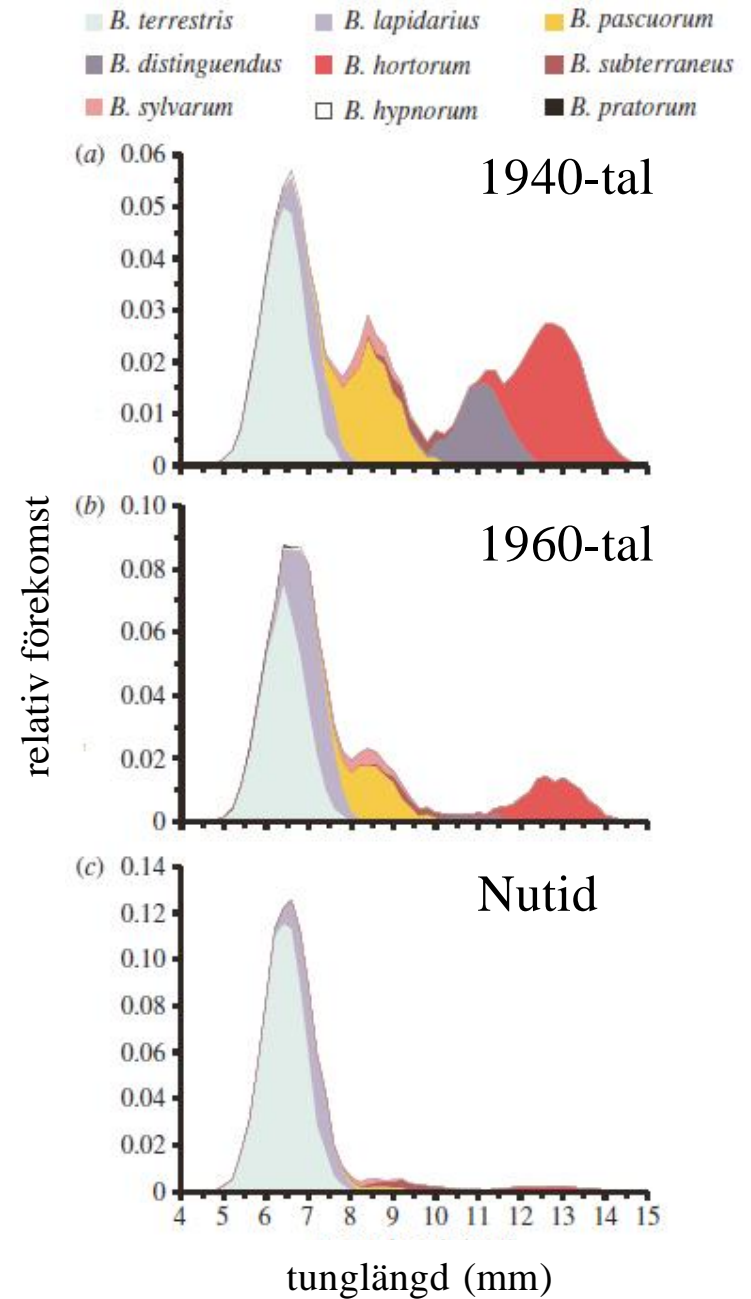 B. terrestris B. lapidarius B. pascuorum
B. distinguendus B. hortorum B. subterraneus
B. sylvarum B. hypnorum B. pratorum
(a) 1940-tal
0.06
0.05
0.04
0.03
0.02
0.01
0
relativ förekomst
(b) 1960-tal
0.10
0.08
0.06
0.04
0.02
0
(c) Nutid
0.14
0.12
0.10
0.08
0.06
0.04
0.02
0
4 5 6 7 8 9 10 11 12 13 14 15
tunglängd (mm)